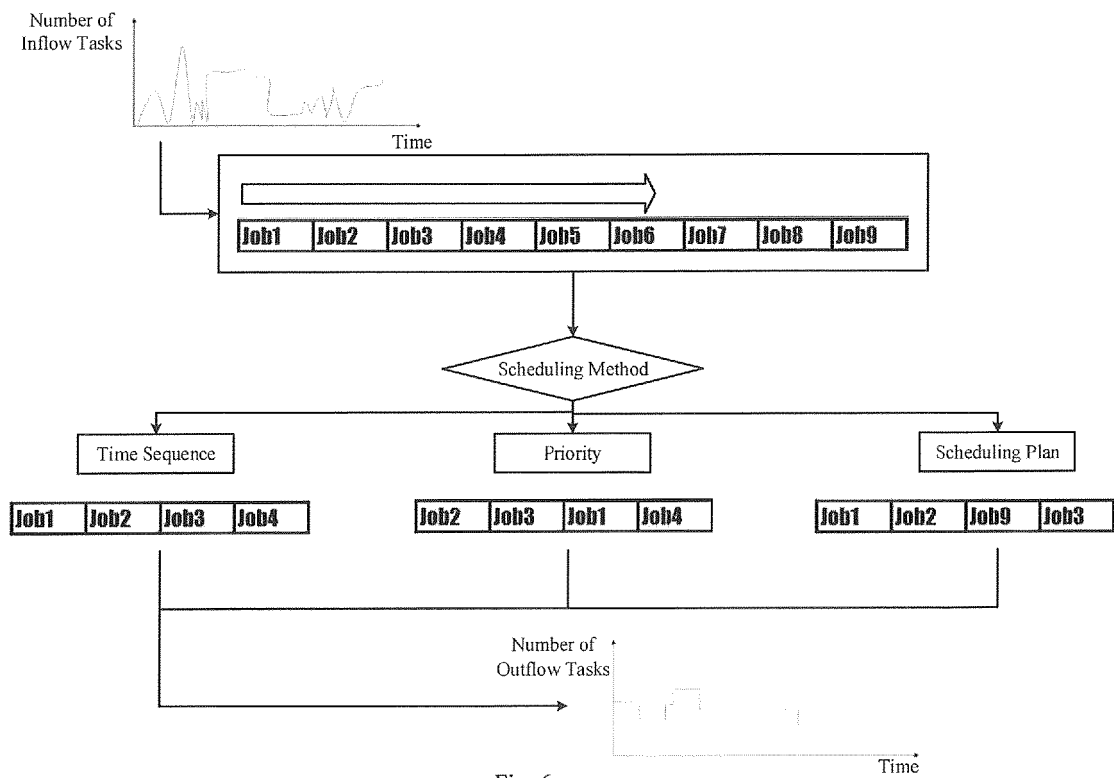 Number of
Inflow Tasks
Time
Job1 Job2 Job3 Job4 Job5 Job6 Job7 Job8 Job9
Scheduling Method
Time Sequence
Priority
Scheduling Plan
Job1 Job2 Job3 Job4
Job2 Job3 Job1 Job4
Job1 Job2 Job9 Job3
Number of
Outflow Tasks
Time